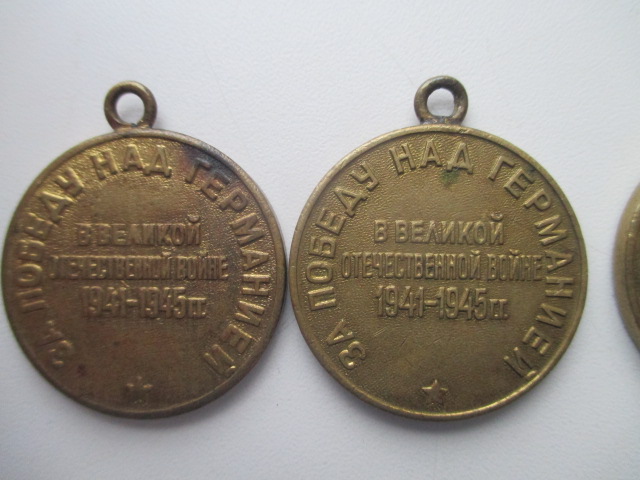 ЗА ПОБЕДУ НАД ГЕРМАНИЕЙ
В ВЕЛИКОЙ
ОТЕЧЕСТВЕННОЙ ВОЙНЕ
1941-1945 гг.
ЗА ПОБЕДУ НАД ГЕРМАНИЕЙ
В ВЕЛИКОЙ
ОТЕЧЕСТВЕННОЙ ВОЙНЕ
1941-1945 гг.